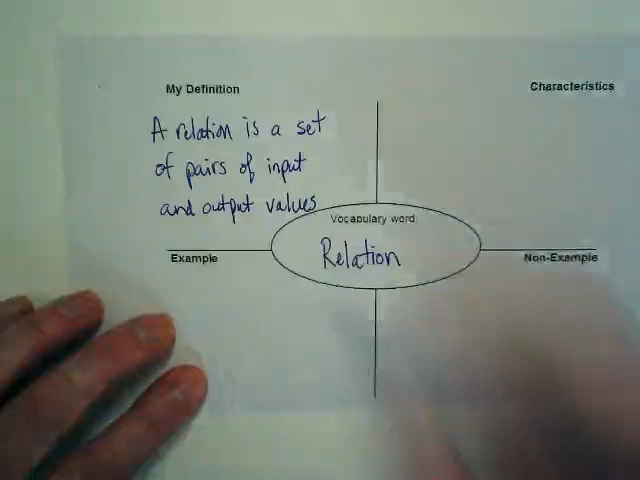 My Definition
Characteristics
A relation is a set
of pairs of input
and output values
Vocabulary word
Relation
Example
Non-Example